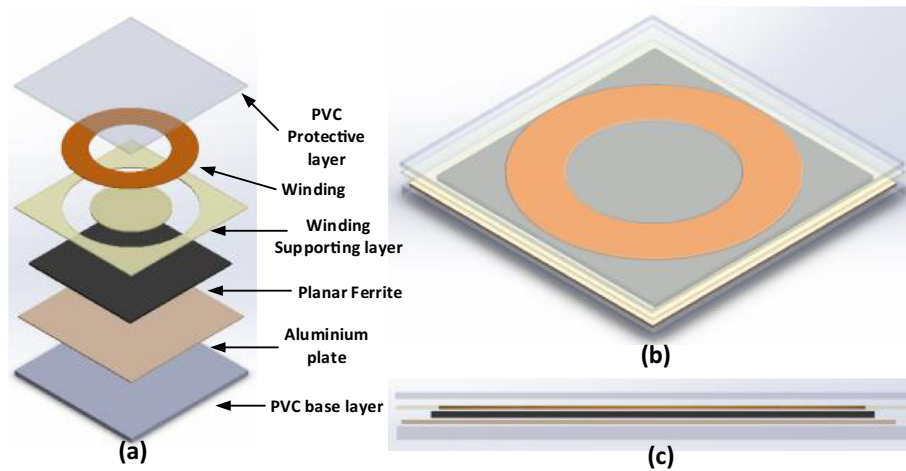 PVC
Protective
layer
Winding
Winding
Supporting layer
Planar Ferrite
Aluminium
plate
PVC base layer
(a)
(b)
(c)